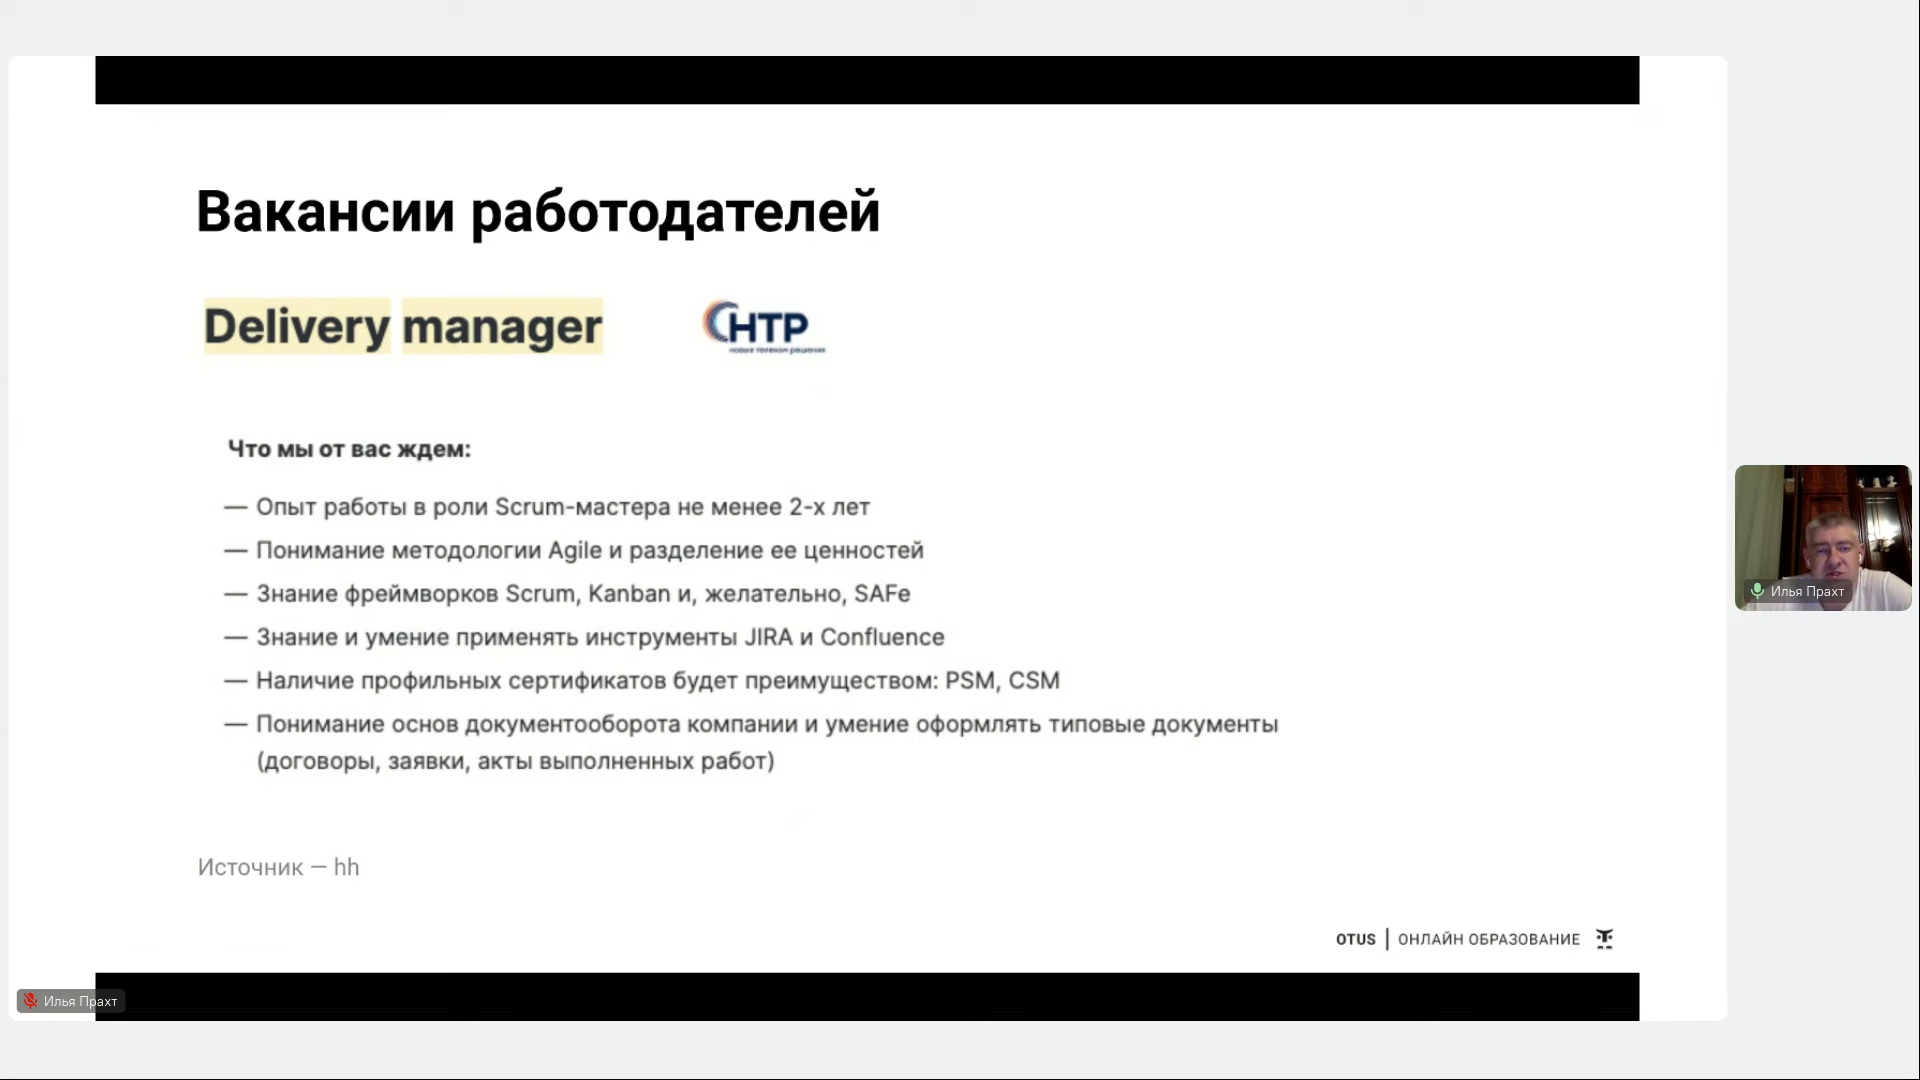 Вакансии работодателей
Delivery manager
НТР
новые телеком решения
Что мы от вас ждем:
— Опыт работы в роли Scrum-мастера не менее 2-х лет
— Понимание методологии Agile и разделение ее ценностей
— Знание фреймворков Scrum, Kanban и, желательно, SAFe
— Знание и умение применять инструменты JIRA и Confluence
— Наличие профильных сертификатов будет преимуществом: PSM, CSM
— Понимание основ документооборота компании и умение оформлять типовые документы
(договоры, заявки, акты выполненных работ)
Источник — hh
OTUS | ОНЛАЙН ОБРАЗОВАНИЕ
Илья Прахт
Илья Прахт